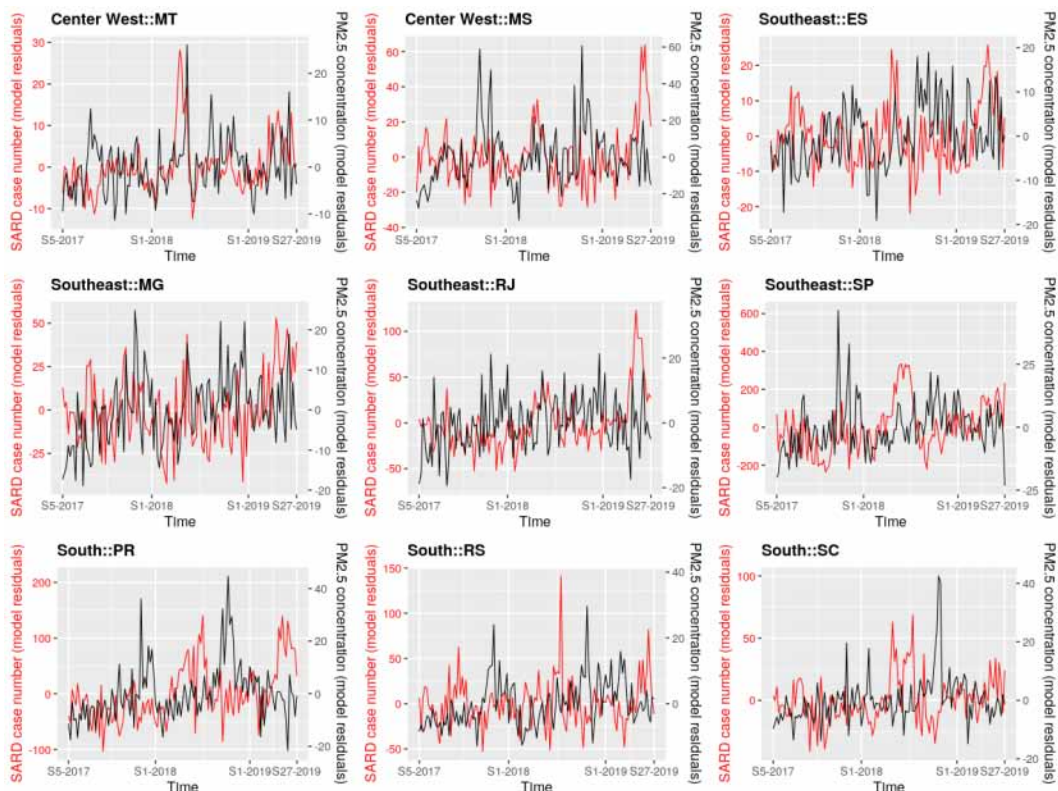 Center West::MT
SARD case number (model residuals)
30
20
10
0
-10
20
10
0
-10
PM2.5 concentration (model residuals)
S5-2017
S1-2018
S1-2019
S27-2019
Time
Center West::MS
SARD case number (model residuals)
60
40
20
0
-20
-40
60
40
20
0
-20
PM2.5 concentration (model residuals)
S5-2017
S1-2018
S1-2019
S27-2019
Time
Southeast::ES
SARD case number (model residuals)
20
10
0
-10
-20
20
10
0
-10
-20
PM2.5 concentration (model residuals)
S5-2017
S1-2018
S1-2019
S27-2019
Time
Southeast::MG
SARD case number (model residuals)
50
25
0
-25
20
10
0
-10
-20
PM2.5 concentration (model residuals)
S5-2017
S1-2018
S1-2019
S27-2019
Time
Southeast::RJ
SARD case number (model residuals)
100
50
0
-50
20
0
-20
PM2.5 concentration (model residuals)
S5-2017
S1-2018
S1-2019
S27-2019
Time
Southeast::SP
SARD case number (model residuals)
600
400
200
0
-200
25
0
-25
PM2.5 concentration (model residuals)
S5-2017
S1-2018
S1-2019
S27-2019
Time
South::PR
SARD case number (model residuals)
200
100
0
-100
40
20
0
-20
PM2.5 concentration (model residuals)
S5-2017
S1-2018
S1-2019
S27-2019
Time
South::RS
SARD case number (model residuals)
150
100
50
0
-50
40
20
0
PM2.5 concentration (model residuals)
S5-2017
S1-2018
S1-2019
S27-2019
Time
South::SC
SARD case number (model residuals)
100
50
0
40
20
0
-20
PM2.5 concentration (model residuals)
S5-2017
S1-2018
S1-2019
S27-2019
Time